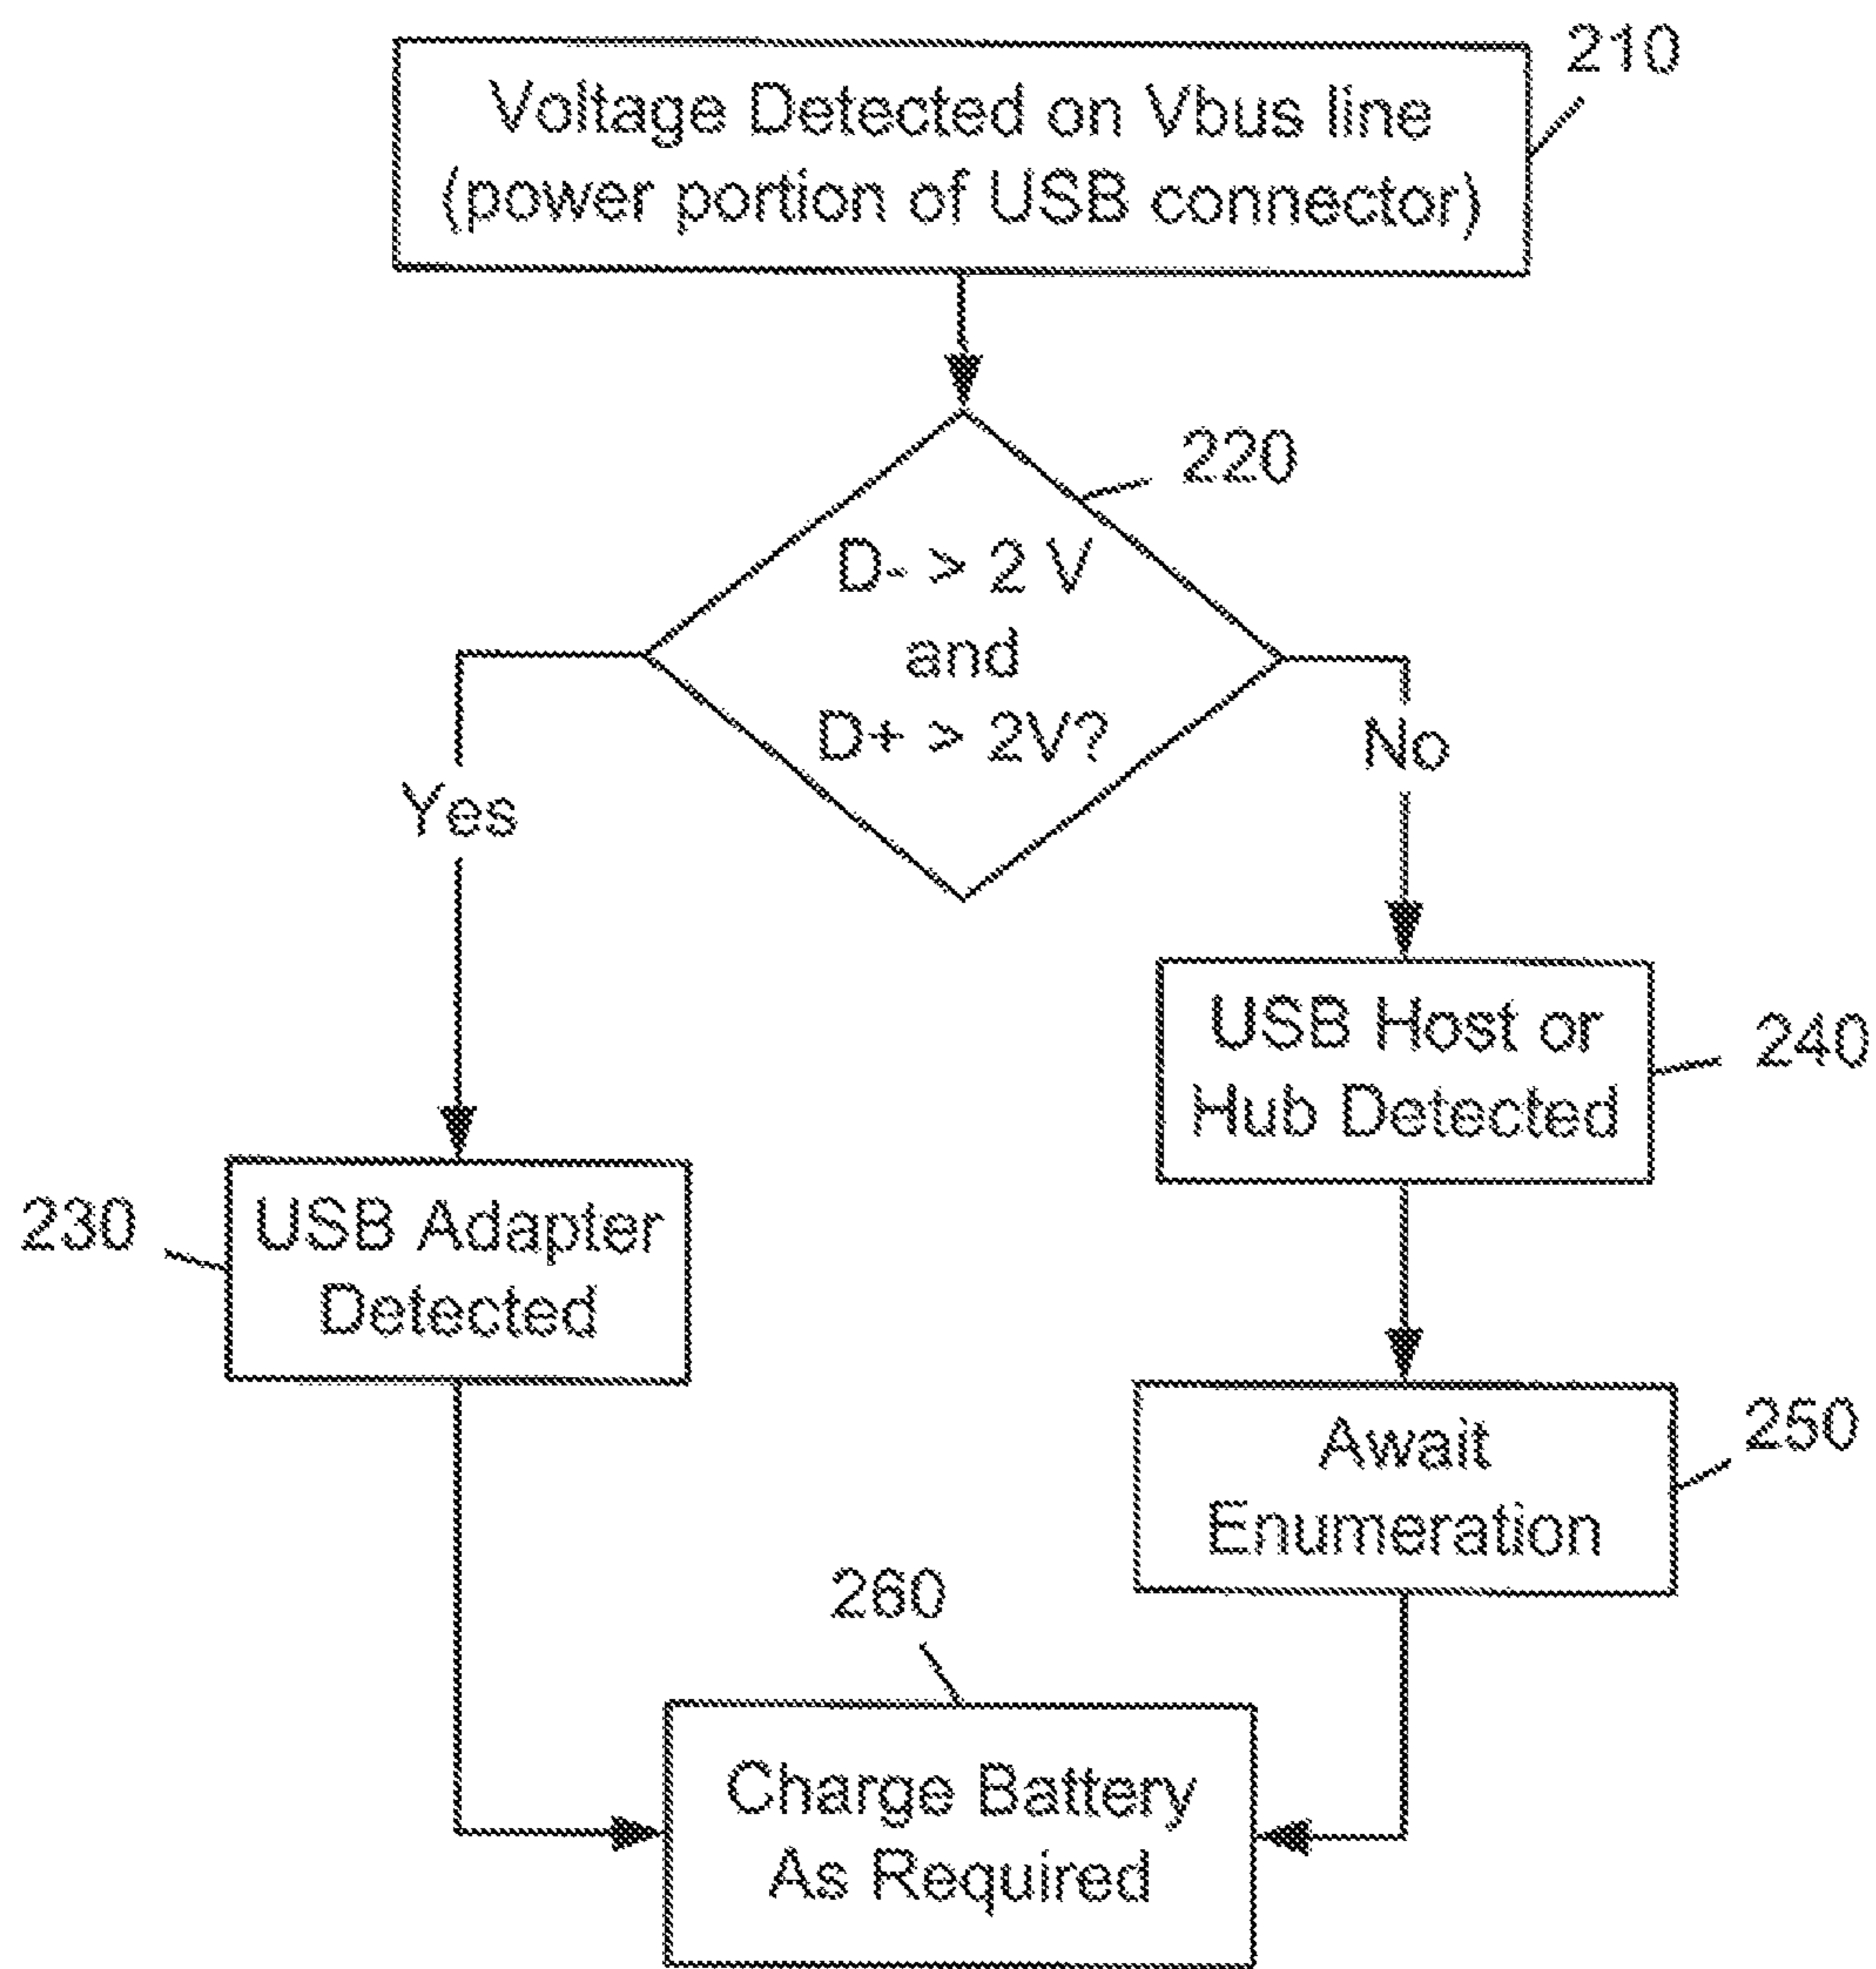 210
Voltage Detected on Vbus line
(power portion of USB connector)
220
D- > 2 V
and
D+ > 2V?
Yes
No
USB Host or
Hub Detected
240
230
USB Adapter
Detected
Await
Enumeration
250
260
Charge Battery
As Required